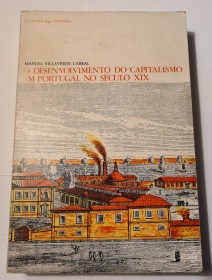 MANUEL VILLAVERDE CABRAL
O DESENVOLVIMENTO DO CAPITALISMO
EM PORTUGAL NO SÉCULO XIX